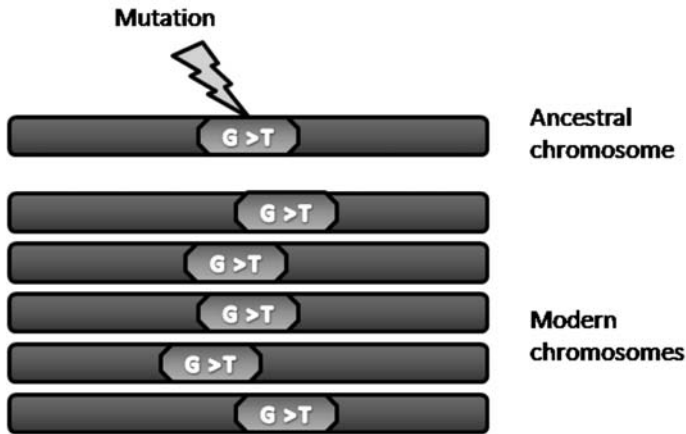 Mutation
G >T
Ancestral
chromosome
G >T
G >T
G >T
Modern
chromosomes
G >T
G >T